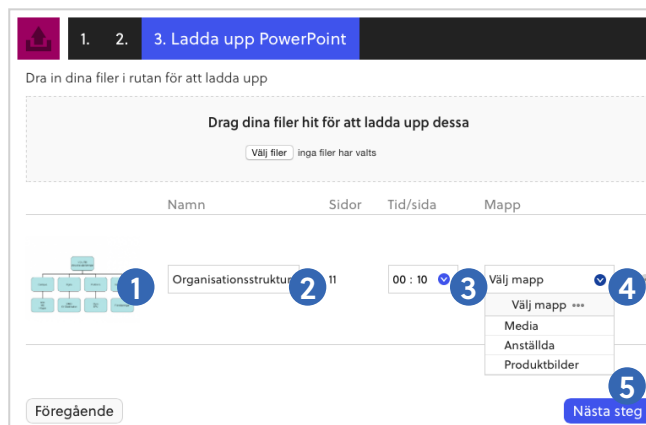 1. 2. 3. Ladda upp PowerPoint
Dra in dina filer i rutan för att ladda upp
Drag dina filer hit för att ladda upp dessa
Välj filer inga filer har valts
Namn Sidor Tid/sida Mapp
1 Organisationsstruktur 2 11 00 : 10 3 Välj mapp 4
Välj mapp •••
Media
Anställda
Produktbilder
5
Föregående Nästa steg